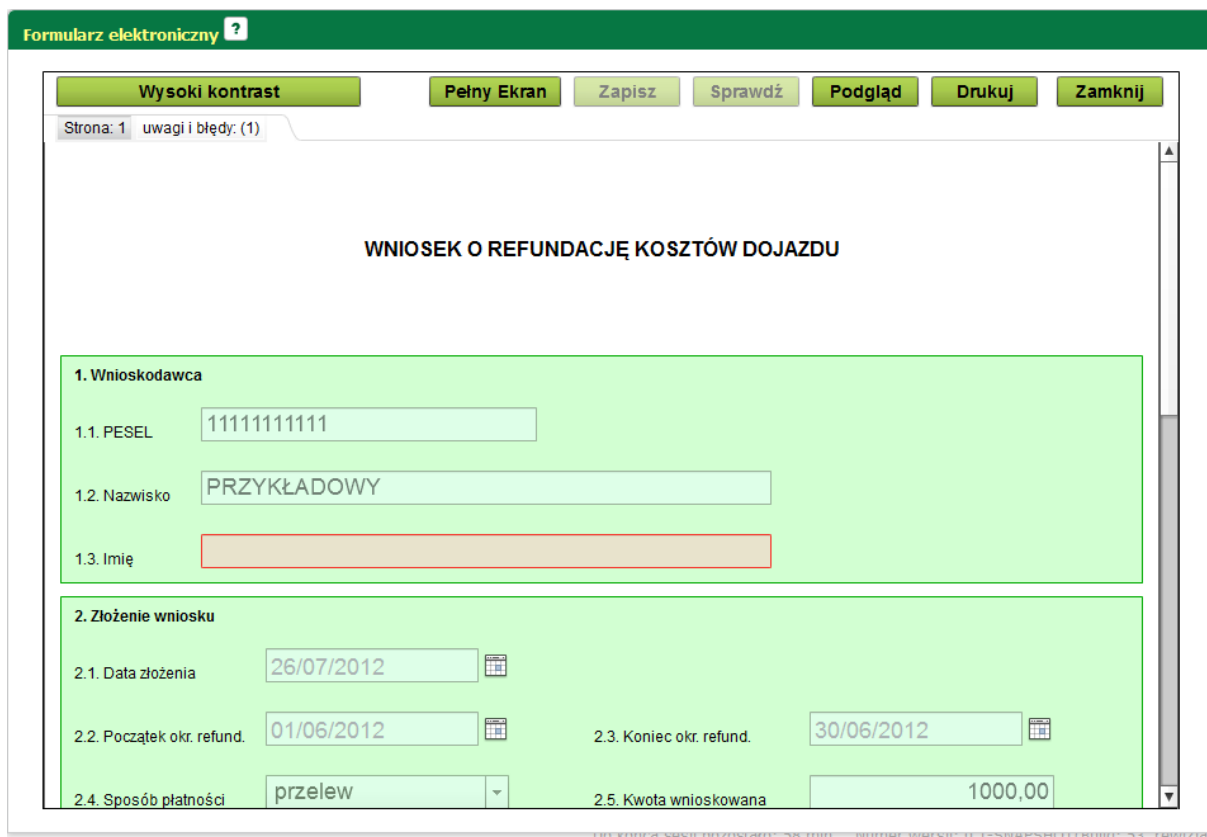 Formularz elektroniczny ?
Wysoki kontrast Pełny Ekran Zapisz Sprawdź Podgląd Drukuj Zamknij
Strona: 1 uwagi i błędy: (1)
WNIOSEK O REFUNDACJĘ KOSZTÓW DOJAZDU
1. Wnioskodawca
1.1. PESEL 11111111111
1.2. Nazwisko PRZYKŁADOWY
1.3. Imię
2. Złożenie wniosku
2.1. Data złożenia 26/07/2012
2.2. Początek okr. refund. 01/06/2012 2.3. Koniec okr. refund. 30/06/2012
2.4. Sposób płatności przelew 2.5. Kwota wnioskowana 1000,00